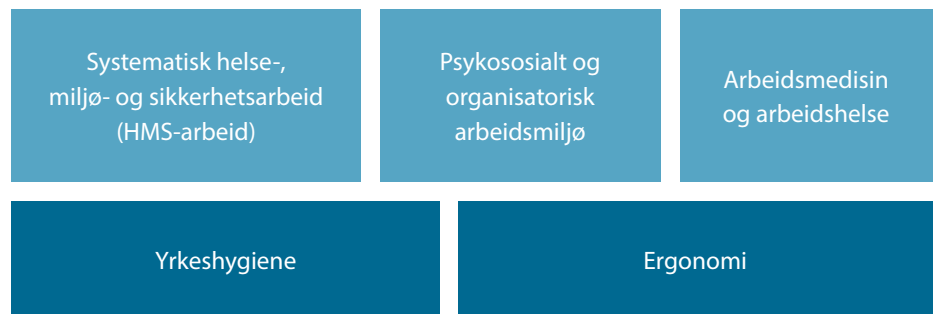 Systematisk helse-,
miljø- og sikkerhetsarbeid
(HMS-arbeid)
Psykososialt og
organisatorisk
arbeidsmiljø
Arbeidsmedisin
og arbeidshelse
Yrkeshygiene
Ergonomi